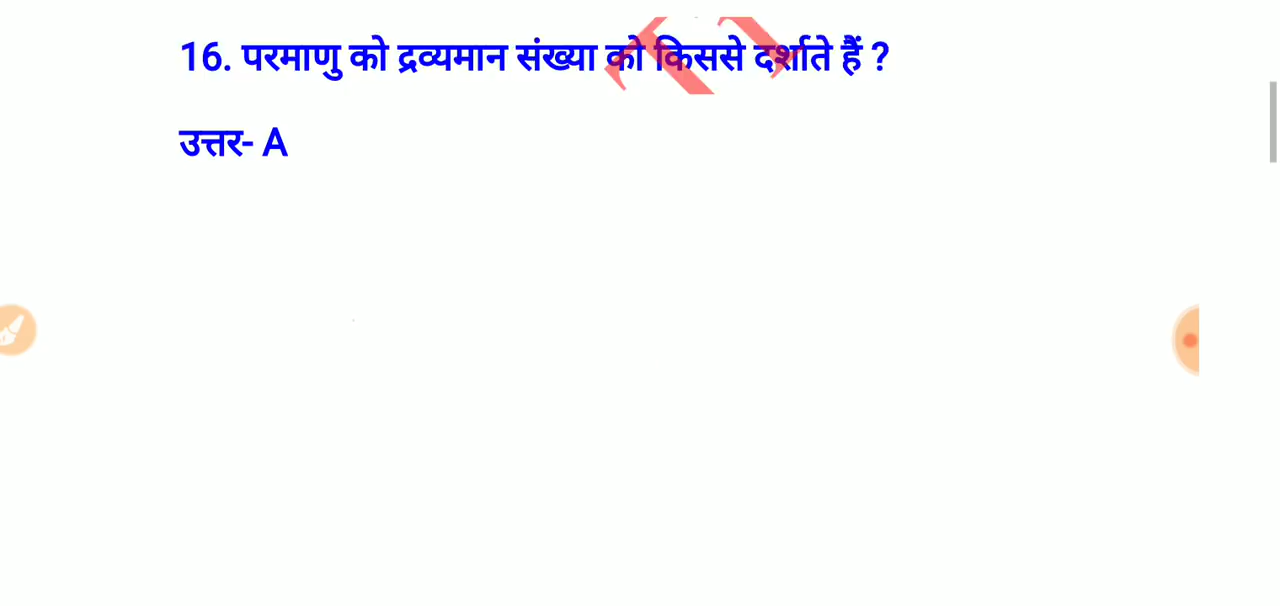 16. परमाणु को द्रव्यमान संख्या को किससे दर्शाते हैं ?
उत्तर- A